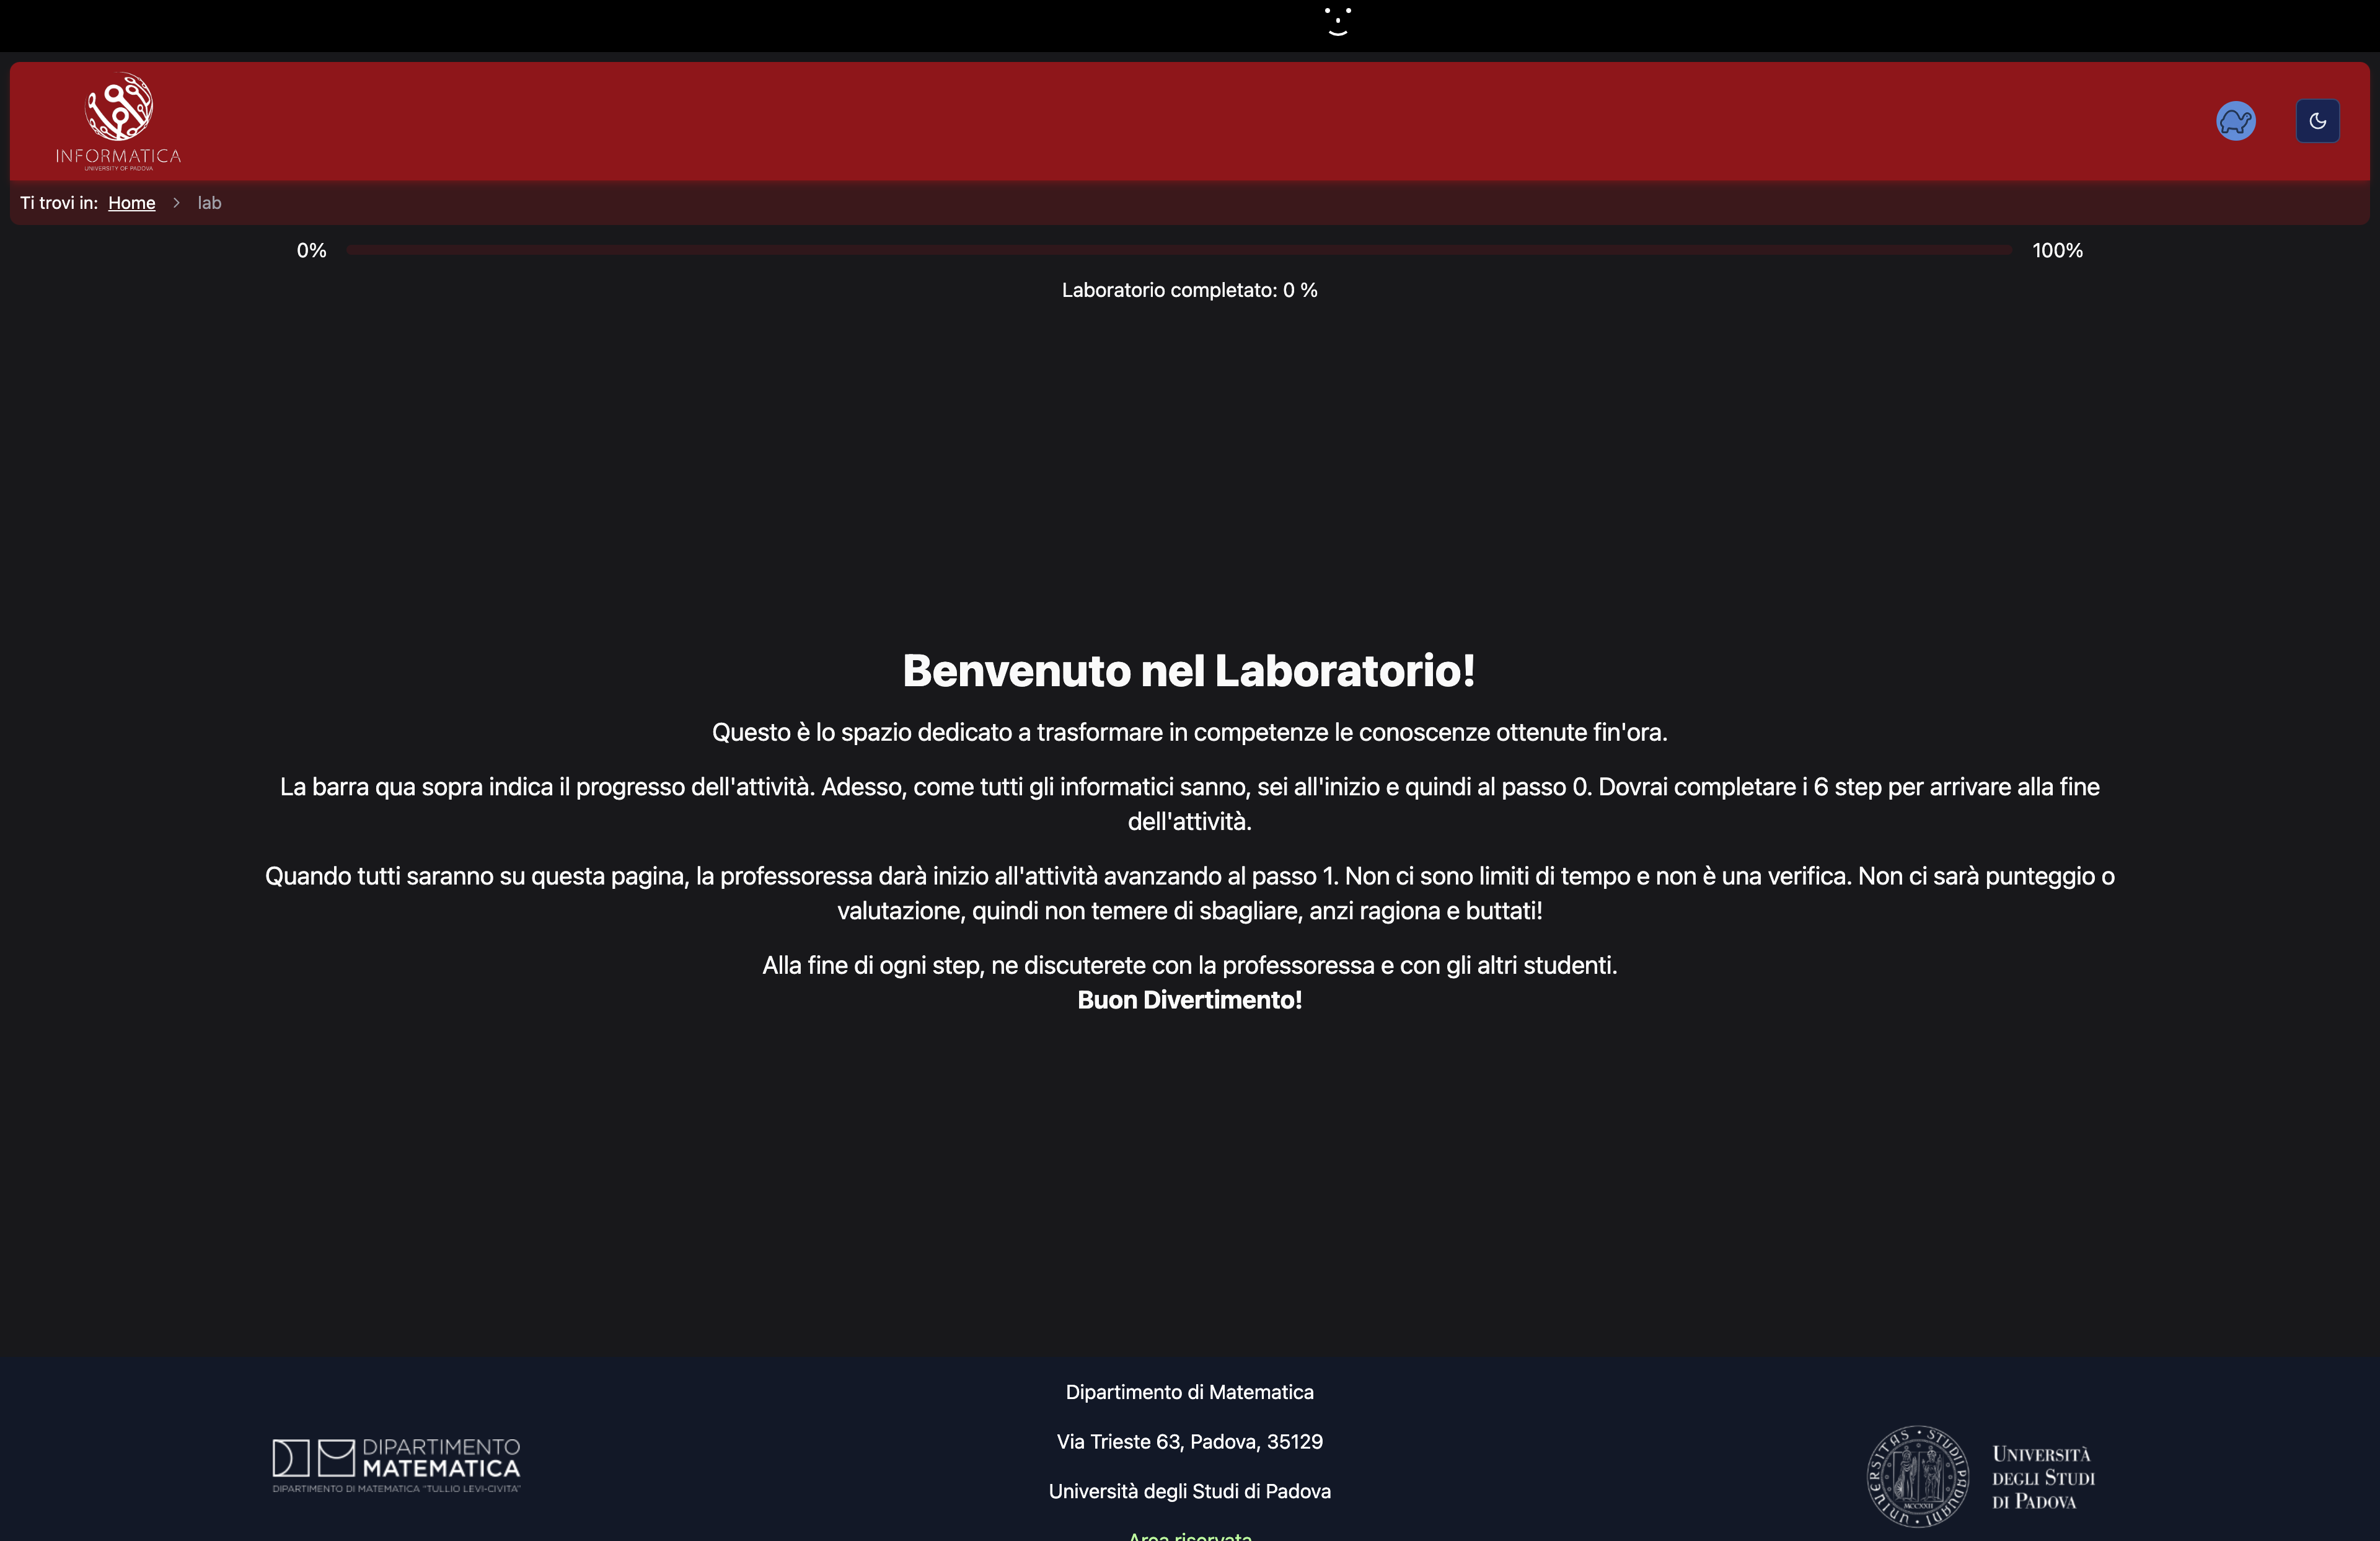 INFORMATICA
UNIVERSITY OF PADOVA
Ti trovi in: Home > lab
0% 100%
Laboratorio completato: 0 %
Benvenuto nel Laboratorio!
Questo è lo spazio dedicato a trasformare in competenze le conoscenze ottenute fin'ora.
La barra qua sopra indica il progresso dell'attività. Adesso, come tutti gli informatici sanno, sei all'inizio e quindi al passo 0. Dovrai completare i 6 step per arrivare alla fine
dell'attività.
Quando tutti saranno su questa pagina, la professoressa darà inizio all'attività avanzando al passo 1. Non ci sono limiti di tempo e non è una verifica. Non ci sarà punteggio o
valutazione, quindi non temere di sbagliare, anzi ragiona e buttati!
Alla fine di ogni step, ne discuterete con la professoressa e con gli altri studenti.
Buon Divertimento!
DIPARTIMENTO
MATEMATICA
DIPARTIMENTO DI MATEMATICA "TULLIO LEVI-CIVITA"
Dipartimento di Matematica
Via Trieste 63, Padova, 35129
Università degli Studi di Padova
Area riservata
UNIVERSITAS STUDII PADUANI
MCCXXII
UNIVERSITÀ
DEGLI STUDI
DI PADOVA